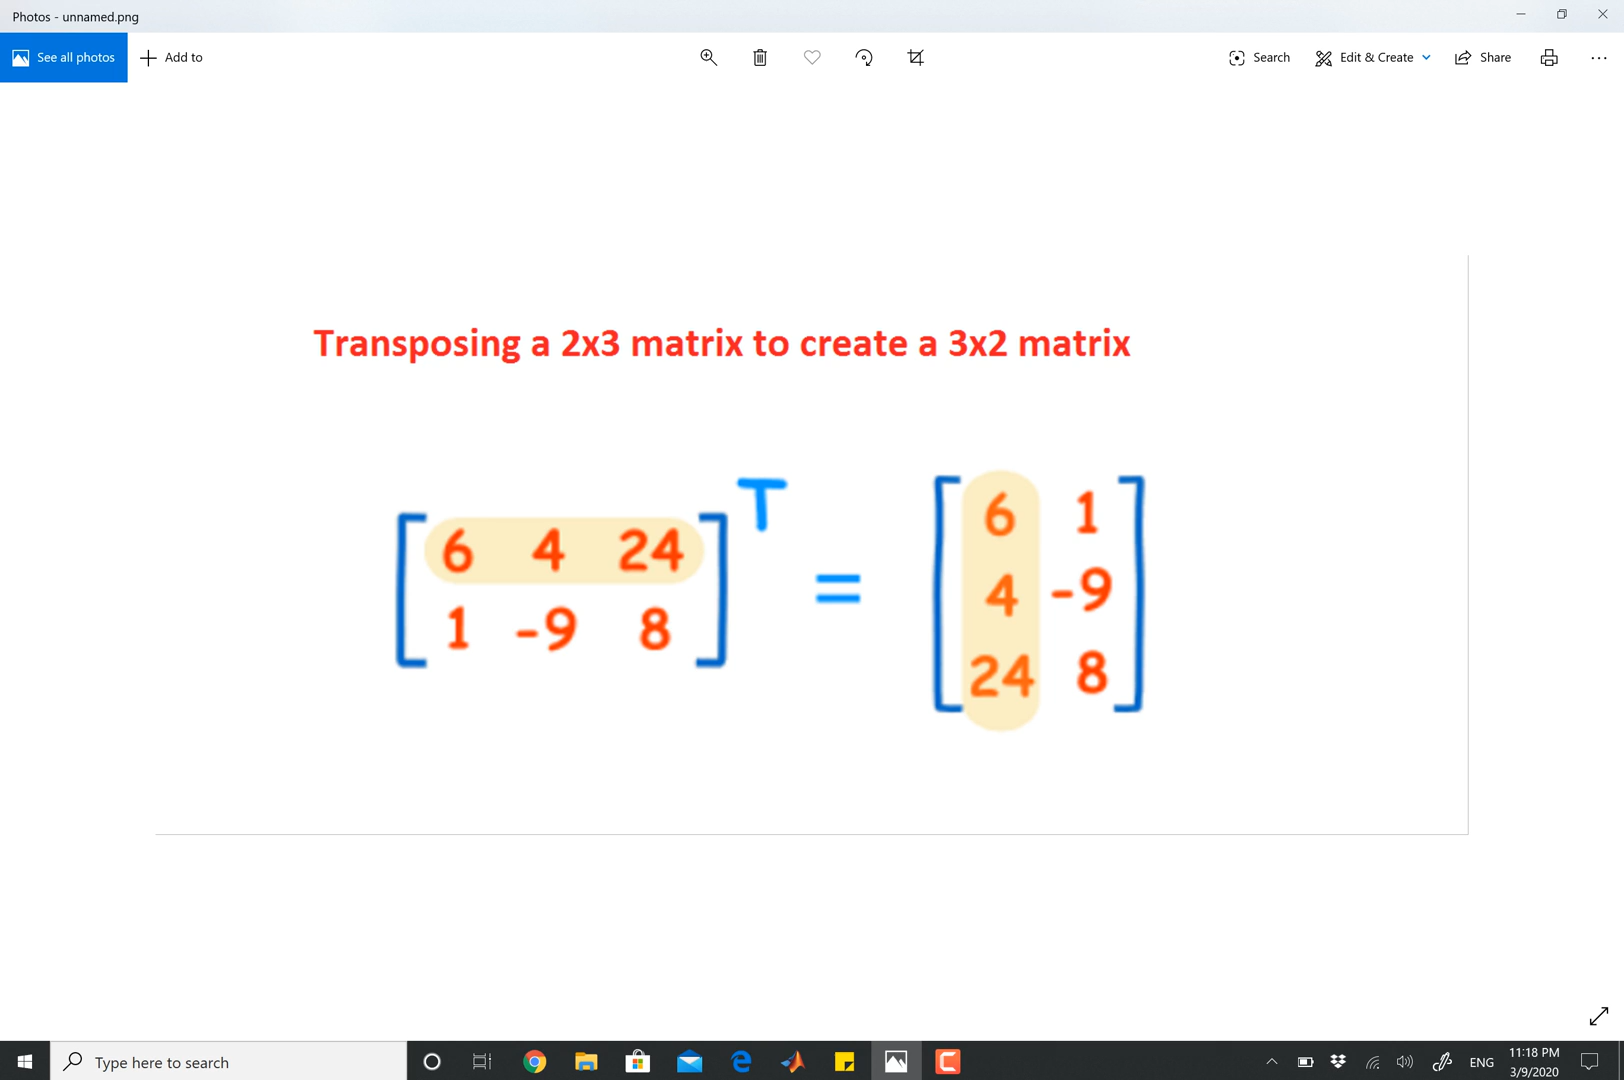 Photos - unnamed.png
See all photos
Add to
Search
Edit & Create
Share
Transposing a 2x3 matrix to create a 3x2 matrix
[6 4 24
1 -9 8]T
=
[6 1
4 -9
24 8]
Type here to search
ENG
11:18 PM
3/9/2020